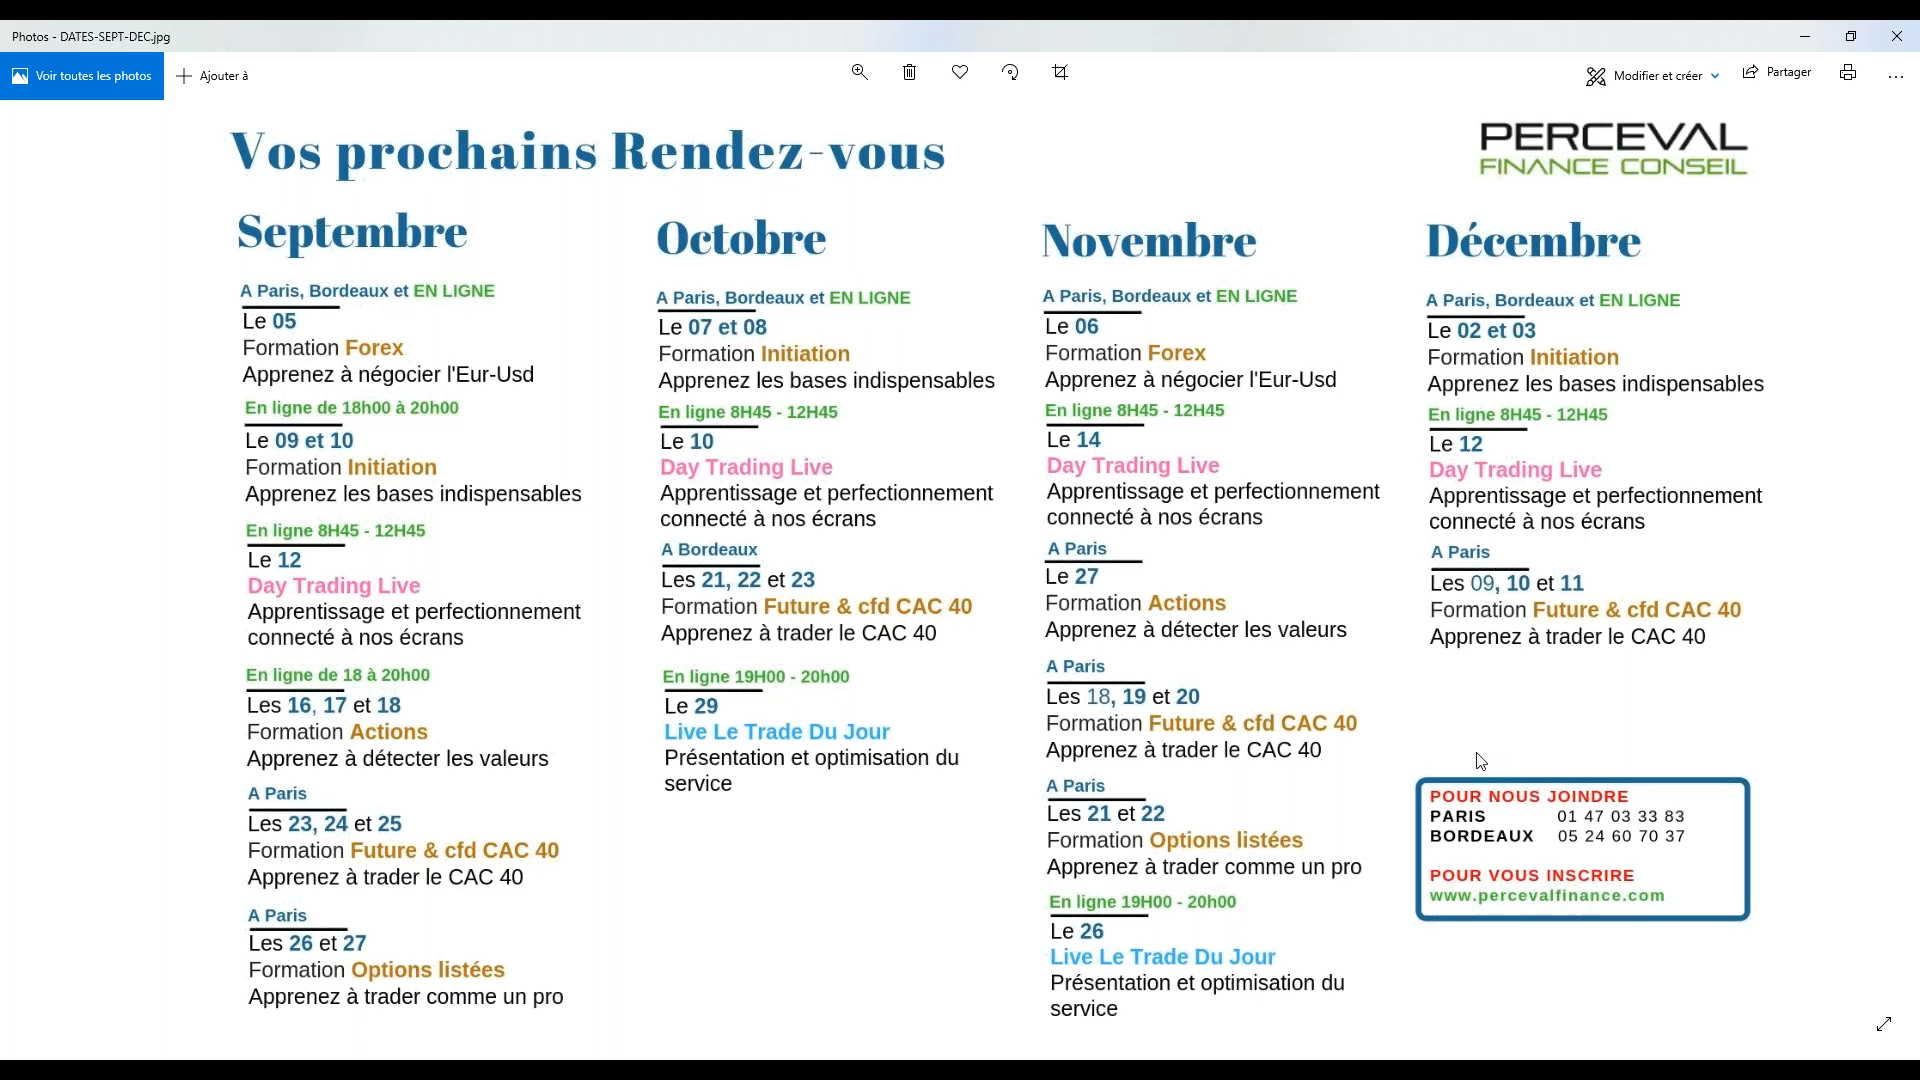 Photos - DATES-SEPT-DEC.jpg
Voir toutes les photos
Ajouter à
Modifier et créer
Partager
Vos prochains Rendez-vous
PERCEVAL
FINANCE CONSEIL
Septembre
A Paris, Bordeaux et EN LIGNE
Le 05
Formation Forex
Apprenez à négocier l'Eur-Usd
En ligne de 18h00 à 20h00
Le 09 et 10
Formation Initiation
Apprenez les bases indispensables
En ligne 8H45 - 12H45
Le 12
Day Trading Live
Apprentissage et perfectionnement
connecté à nos écrans
En ligne de 18 à 20h00
Les 16, 17 et 18
Formation Actions
Apprenez à détecter les valeurs
A Paris
Les 23, 24 et 25
Formation Future & cfd CAC 40
Apprenez à trader le CAC 40
A Paris
Les 26 et 27
Formation Options listées
Apprenez à trader comme un pro
Octobre
A Paris, Bordeaux et EN LIGNE
Le 07 et 08
Formation Initiation
Apprenez les bases indispensables
En ligne 8H45 - 12H45
Le 10
Day Trading Live
Apprentissage et perfectionnement
connecté à nos écrans
A Bordeaux
Les 21, 22 et 23
Formation Future & cfd CAC 40
Apprenez à trader le CAC 40
En ligne 19H00 - 20h00
Le 29
Live Le Trade Du Jour
Présentation et optimisation du
service
Novembre
A Paris, Bordeaux et EN LIGNE
Le 06
Formation Forex
Apprenez à négocier l'Eur-Usd
En ligne 8H45 - 12H45
Le 14
Day Trading Live
Apprentissage et perfectionnement
connecté à nos écrans
A Paris
Le 27
Formation Actions
Apprenez à détecter les valeurs
A Paris
Les 18, 19 et 20
Formation Future & cfd CAC 40
Apprenez à trader le CAC 40
A Paris
Les 21 et 22
Formation Options listées
Apprenez à trader comme un pro
En ligne 19H00 - 20h00
Le 26
Live Le Trade Du Jour
Présentation et optimisation du
service
Décembre
A Paris, Bordeaux et EN LIGNE
Le 02 et 03
Formation Initiation
Apprenez les bases indispensables
En ligne 8H45 - 12H45
Le 12
Day Trading Live
Apprentissage et perfectionnement
connecté à nos écrans
A Paris
Les 09, 10 et 11
Formation Future & cfd CAC 40
Apprenez à trader le CAC 40
POUR NOUS JOINDRE
PARIS 01 47 03 33 83
BORDEAUX 05 24 60 70 37
POUR VOUS INSCRIRE
www.percevalfinance.com